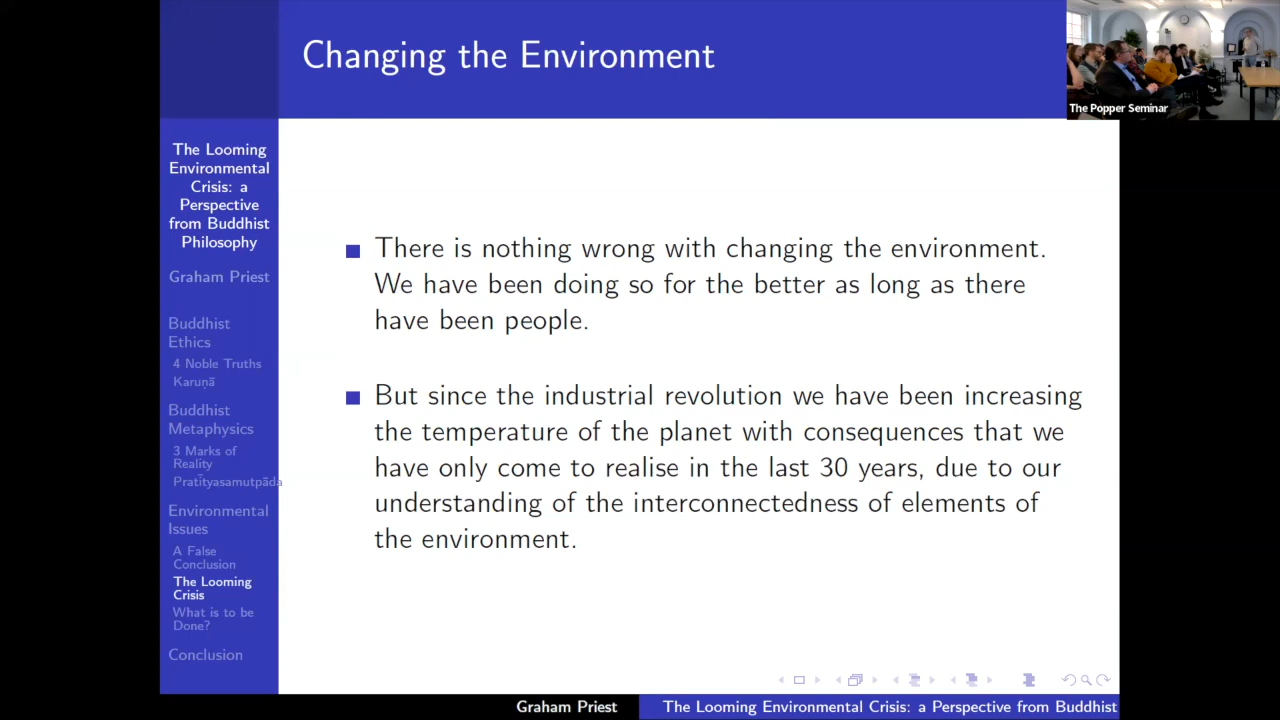 Changing the Environment
The Popper Seminar
The Looming
Environmental
Crisis: a
Perspective
from Buddhist
Philosophy
Graham Priest
Buddhist
Ethics
4 Noble Truths
Karuṇā
Buddhist
Metaphysics
3 Marks of
Reality
Pratītyasamutpāda
Environmental
Issues
A False
Conclusion
The Looming
Crisis
What is to be
Done?
Conclusion
There is nothing wrong with changing the environment.
We have been doing so for the better as long as there
have been people.
But since the industrial revolution we have been increasing
the temperature of the planet with consequences that we
have only come to realise in the last 30 years, due to our
understanding of the interconnectedness of elements of
the environment.
Graham Priest
The Looming Environmental Crisis: a Perspective from Buddhist